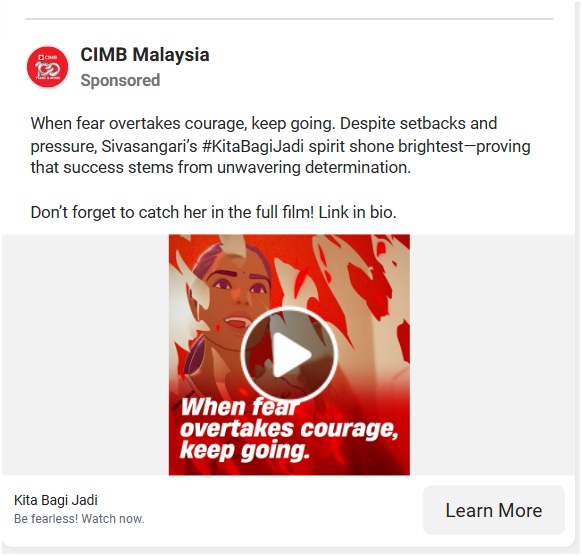 CIMB Malaysia
CIMB
100
Sponsored
When fear overtakes courage, keep going. Despite setbacks and
pressure, Sivasangari’s #KitaBagiJadi spirit shone brightest—proving
that success stems from unwavering determination.
Don’t forget to catch her in the full film! Link in bio.
When fear
overtakes courage,
keep going.
Kita Bagi Jadi
Be fearless! Watch now.
Learn More